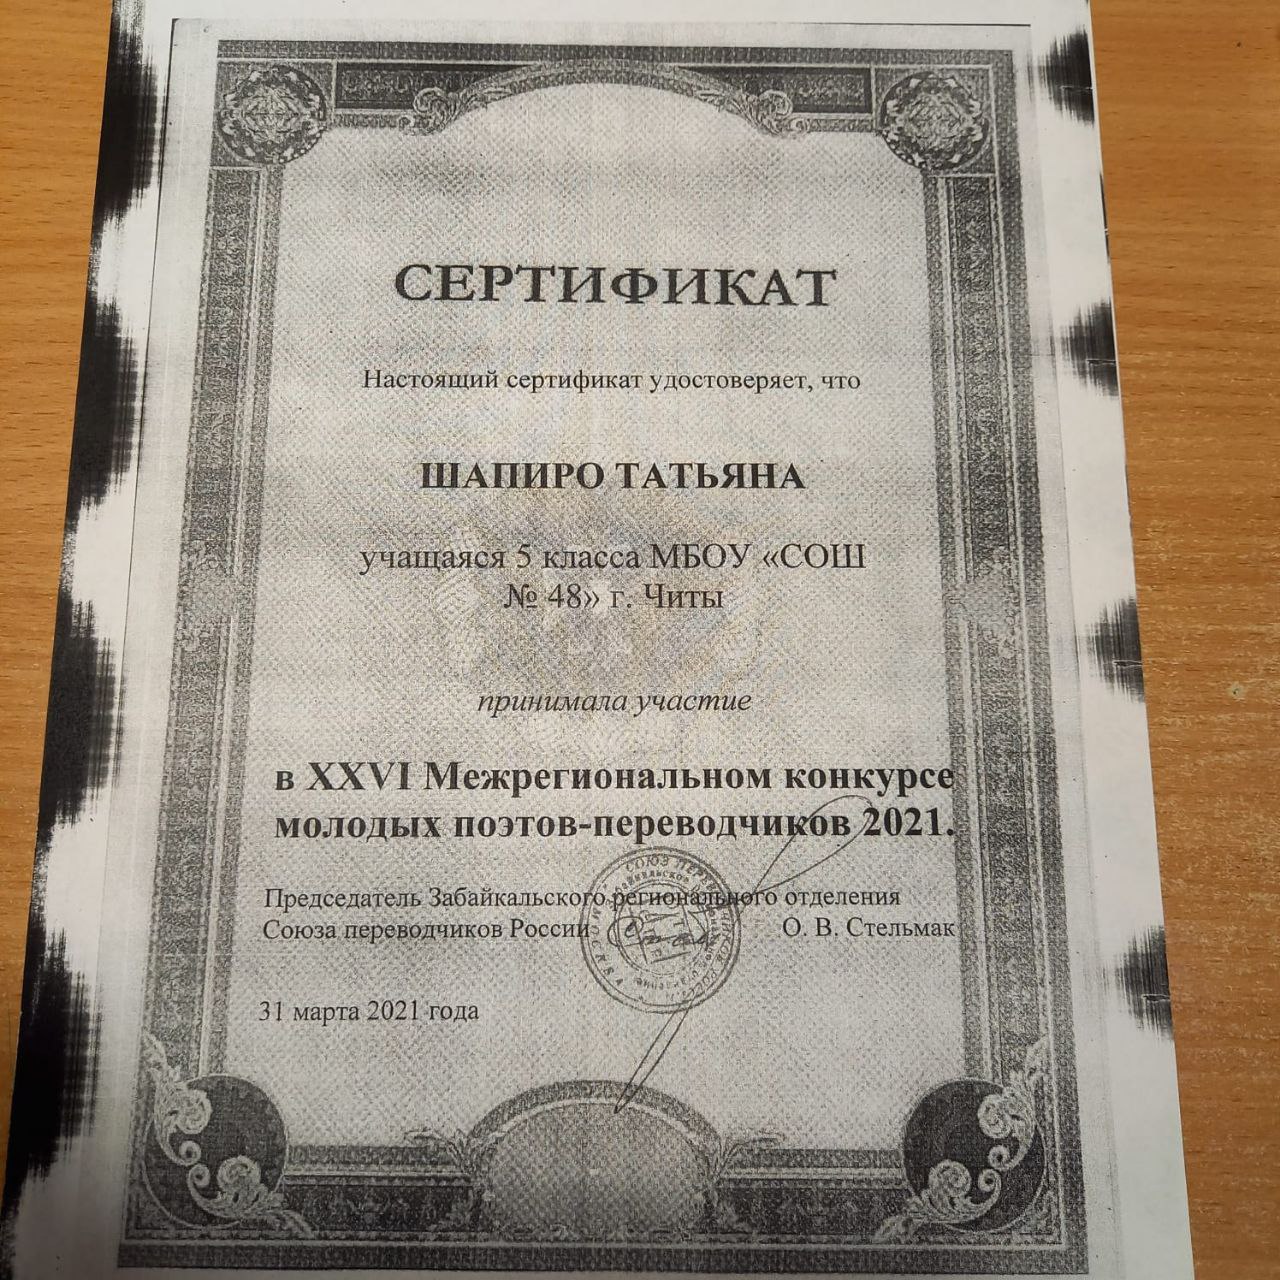 СЕРТИФИКАТ
Настоящий сертификат удостоверяет, что
ШАПИРО ТАТЬЯНА
учащаяся 5 класса МБОУ «СОШ
№ 48» г. Читы
принимала участие
в XXVI Межрегиональном конкурсе
молодых поэтов-переводчиков 2021.
Председатель Забайкальского регионального отделения
Союза переводчиков России О. В. Стельмак
31 марта 2021 года